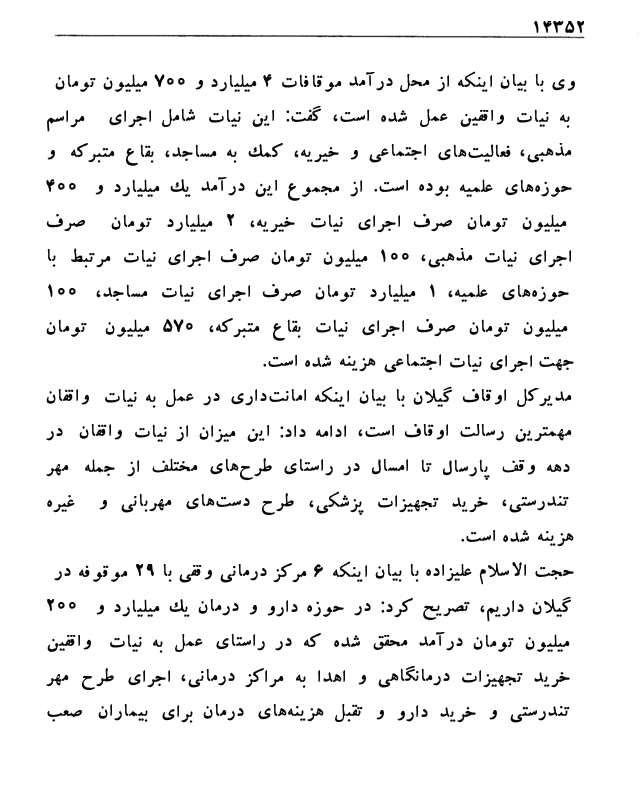 ۱۴۳۵۲
وی با بیان اینکه از محل درآمد موقافات ۴ میلیارد و ۷۰۰ میلیون تومان
به نیات واقفین عمل شده است، گفت: این نیات شامل اجرای مراسم
مذهبی، فعالیت‌های اجتماعی و خیریه، کمك به مساجد، بقاع متبرکه و
حوزه‌های علمیه بوده است. از مجموع این درآمد یك میلیارد و ۴۰۰
میلیون تومان صرف اجرای نیات خیریه، ۲ میلیارد تومان صرف
اجرای نیات مذهبی، ۱۰۰ میلیون تومان صرف اجرای نیات مرتبط با
حوزه‌های علمیه، ۱ میلیارد تومان صرف اجرای نیات مساجد، ۱۰۰
میلیون تومان صرف اجرای نیات بقاع متبرکه، ۵۷۰ میلیون تومان
جهت اجرای نیات اجتماعی هزینه شده است.
مدیرکل اوقاف گیلان با بیان اینکه امانت‌داری در عمل به نیات واقفان
مهمترین رسالت اوقاف است، ادامه داد: این میزان از نیات واقفان در
دهه وقف پارسال تا امسال در راستای طرح‌های مختلف از جمله مهر
تندرستی، خرید تجهیزات پزشکی، طرح دست‌های مهربانی و غیره
هزینه شده است.
حجت الاسلام علیزاده با بیان اینکه ۶ مرکز درمانی وقفی با ۲۹ موقوفه در
گیلان داریم، تصریح کرد: در حوزه دارو و درمان یك میلیارد و ۲۰۰
میلیون تومان درآمد محقق شده که در راستای عمل به نیات واقفین
خرید تجهیزات درمانگاهی و اهدا به مراکز درمانی، اجرای طرح مهر
تندرستی و خرید دارو و تقبل هزینه‌های درمان برای بیماران صعب